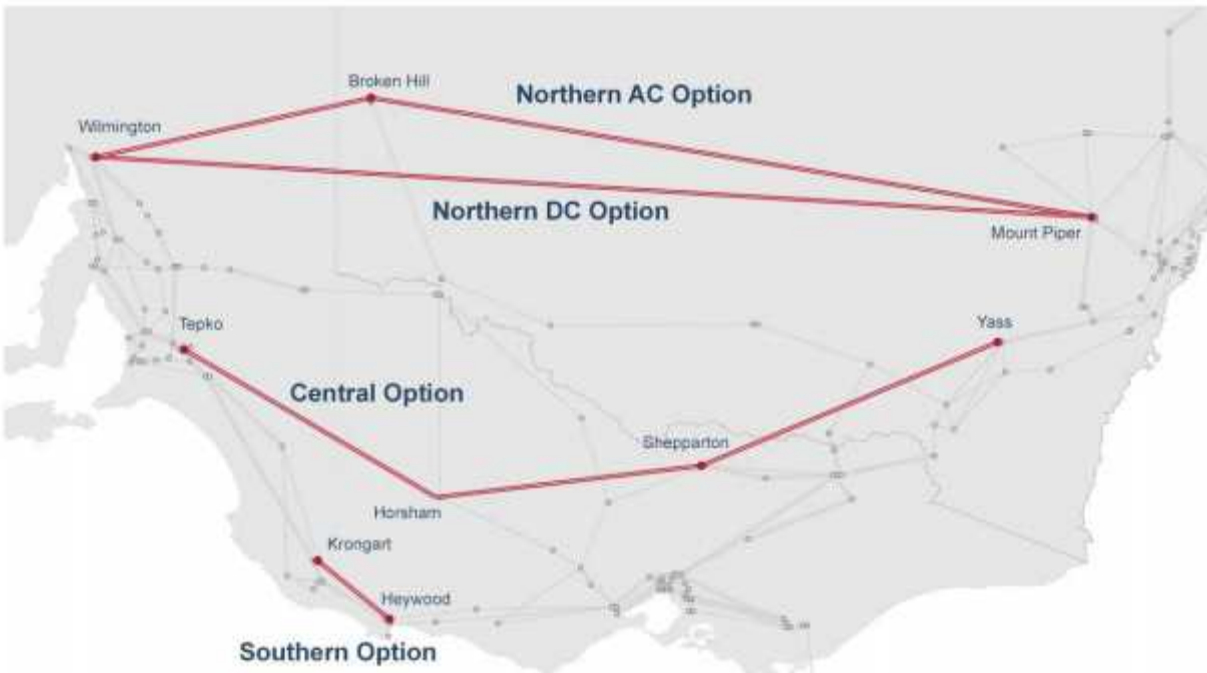 Broken Hill
Northern AC Option
Wilmington
Northern DC Option
Mount Piper
Tepko
Yass
Central Option
Shepparton
Horsham
Krongart
Heywood
Southern Option